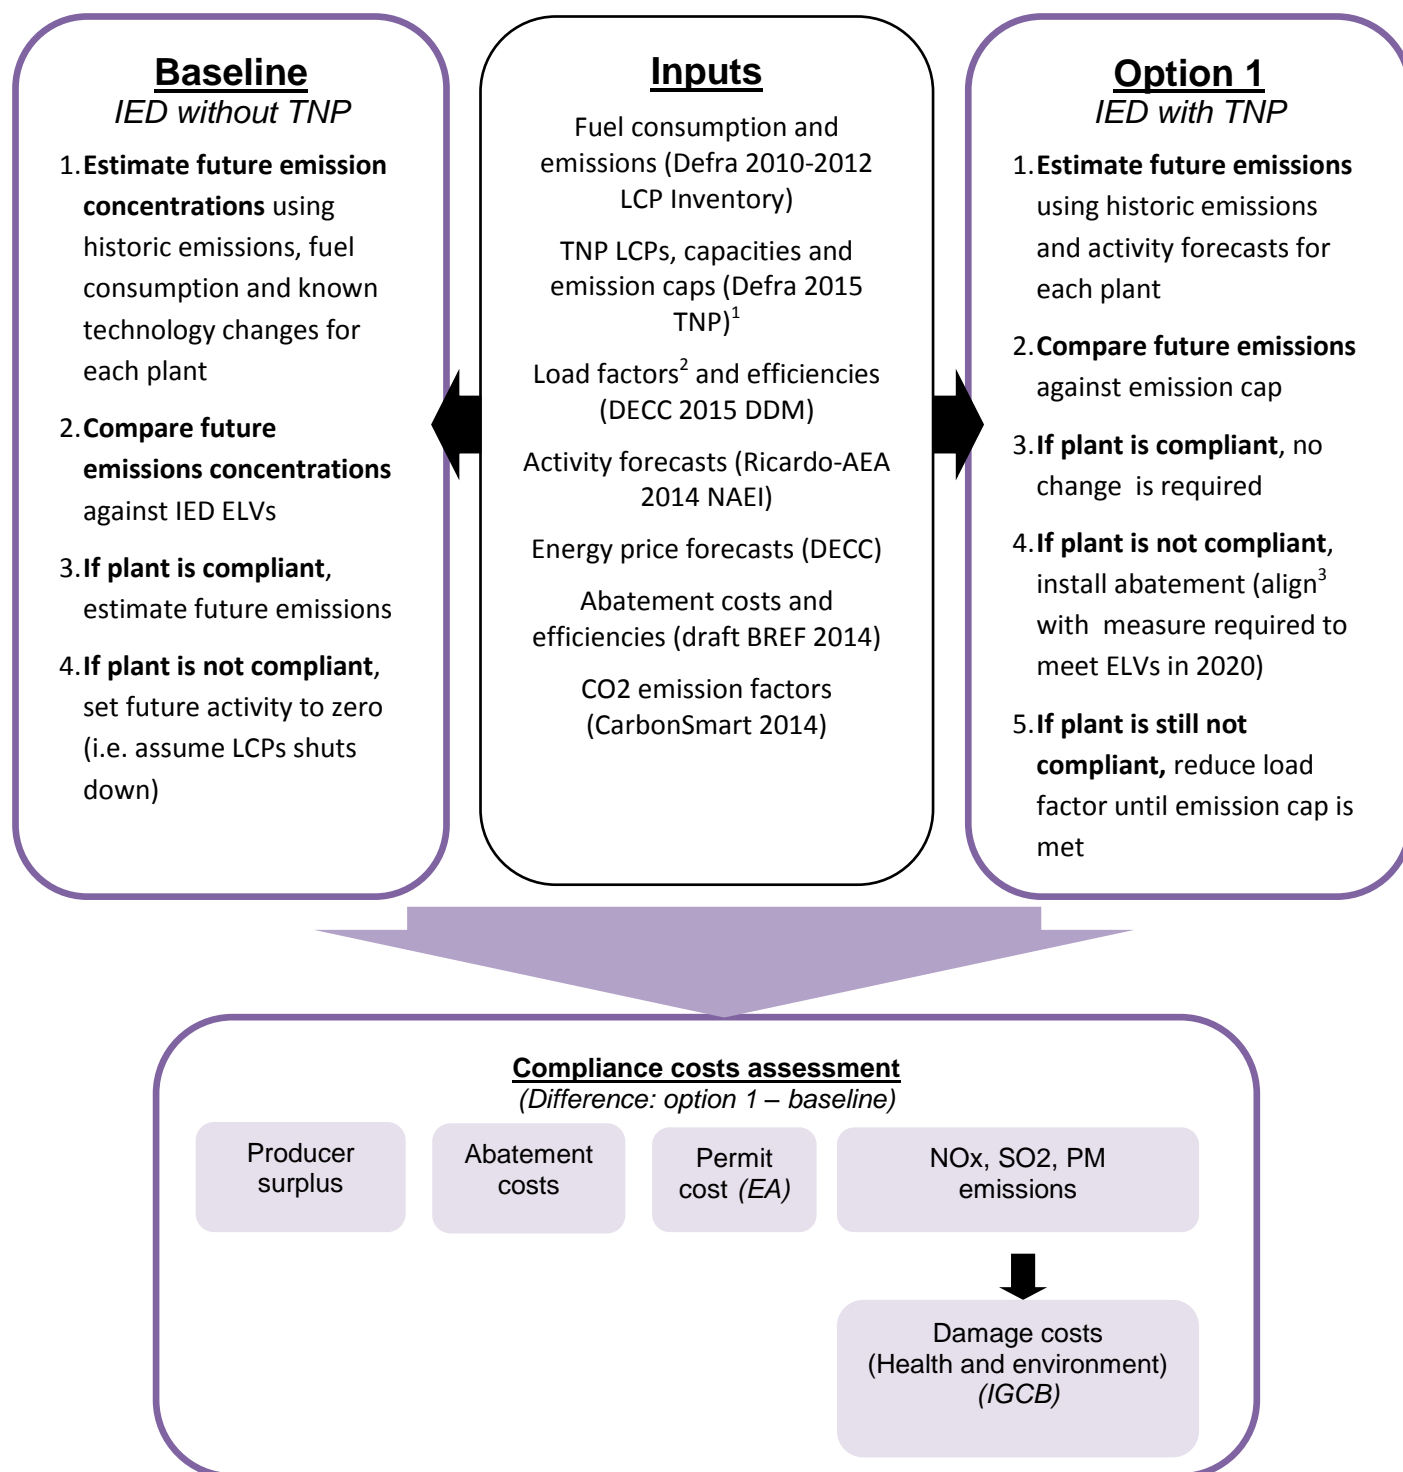 Baseline
IED without TNP
1. Estimate future emission
concentrations using
historic emissions, fuel
consumption and known
technology changes for
each plant
2. Compare future
emissions concentrations
against IED ELVs
3. If plant is compliant,
estimate future emissions
4. If plant is not compliant,
set future activity to zero
(i.e. assume LCPs shuts
down)
Inputs
Fuel consumption and
emissions (Defra 2010-2012
LCP Inventory)
TNP LCPs, capacities and
emission caps (Defra 2015
TNP)¹
Load factors² and efficiencies
(DECC 2015 DDM)
Activity forecasts (Ricardo-AEA
2014 NAEI)
Energy price forecasts (DECC)
Abatement costs and
efficiencies (draft BREF 2014)
CO2 emission factors
(CarbonSmart 2014)
Option 1
IED with TNP
1. Estimate future emissions
using historic emissions
and activity forecasts for
each plant
2. Compare future emissions
against emission cap
3. If plant is compliant, no
change is required
4. If plant is not compliant,
install abatement (align³
with measure required to
meet ELVs in 2020)
5. If plant is still not
compliant, reduce load
factor until emission cap is
met
Compliance costs assessment
(Difference: option 1 – baseline)
Producer
surplus
Abatement
costs
Permit
cost (EA)
NOx, SO2, PM
emissions
Damage costs
(Health and environment)
(IGCB)